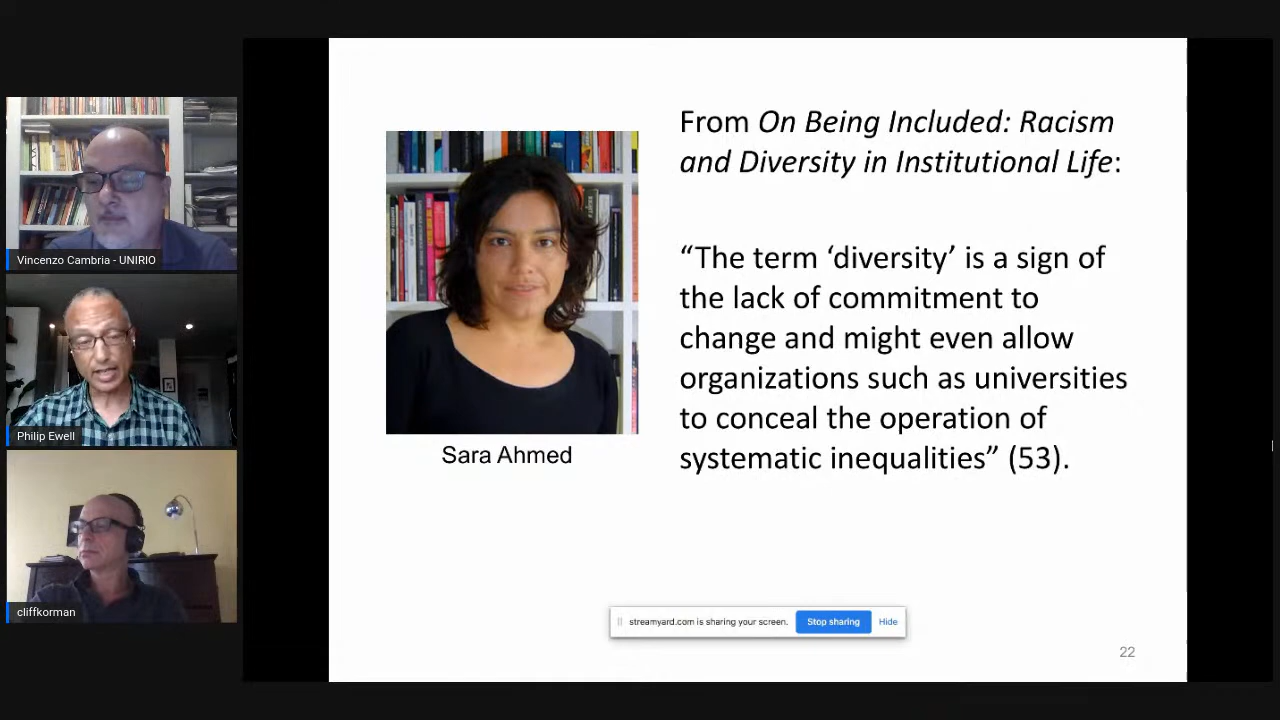 Vincenzo Cambria - UNIRIO
Philip Ewell
cliffkorman
From On Being Included: Racism
and Diversity in Institutional Life:
“The term ‘diversity’ is a sign of
the lack of commitment to
change and might even allow
organizations such as universities
to conceal the operation of
systematic inequalities” (53).
Sara Ahmed
streamyard.com is sharing your screen.
Stop sharing
Hide
22